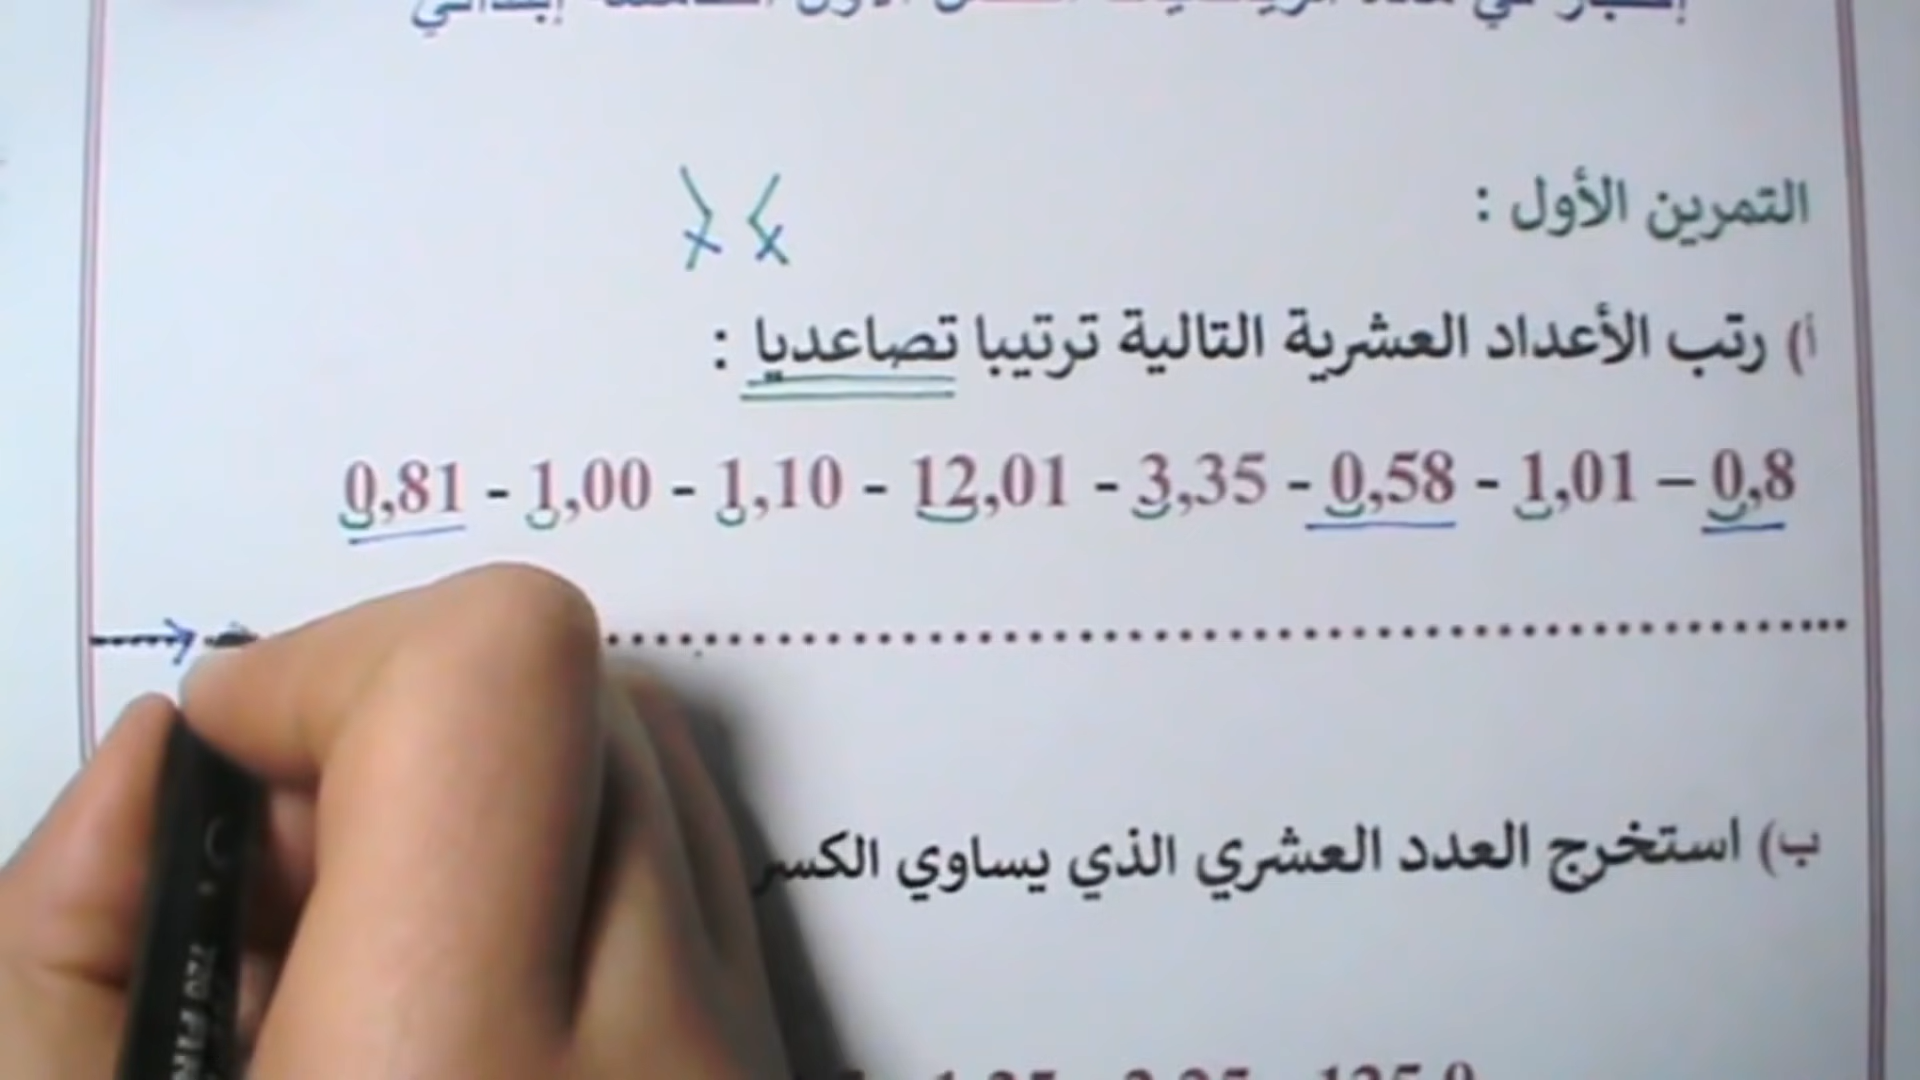 التمرين الأول :
أ) رتب الأعداد العشرية التالية ترتيبا تصاعديا :
0,81 - 1,00 - 1,10 - 12,01 - 3,35 - 0,58 - 1,01 – 0,8
ب) استخرج العدد العشري الذي يساوي الكسر